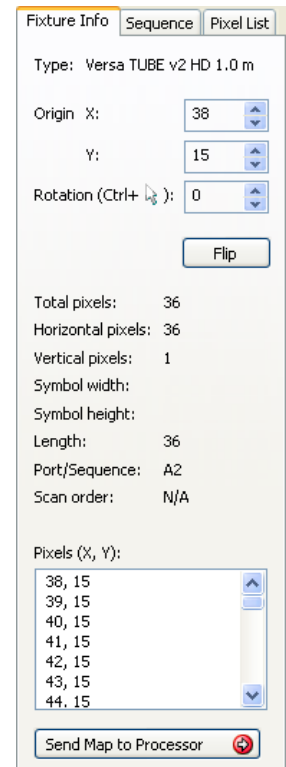 Fixture Info Sequence Pixel List
Type: Versa TUBE v2 HD 1.0 m
Origin X: 38
Y: 15
Rotation (Ctrl+ ): 0
Flip
Total pixels: 36
Horizontal pixels: 36
Vertical pixels: 1
Symbol width:
Symbol height:
Length: 36
Port/Sequence: A2
Scan order: N/A
Pixels (X, Y):
38, 15
39, 15
40, 15
41, 15
42, 15
43, 15
44, 15
Send Map to Processor